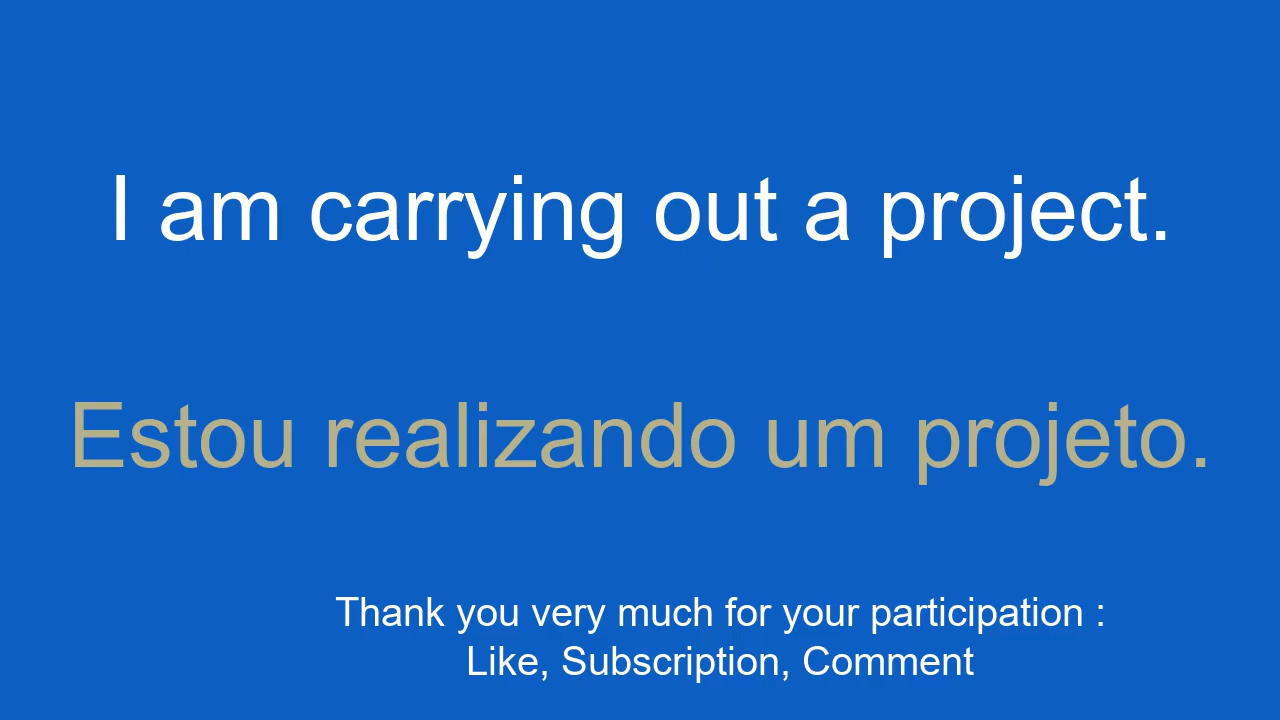 I am carrying out a project.
Estou realizando um projeto.
Thank you very much for your participation :
Like, Subscription, Comment